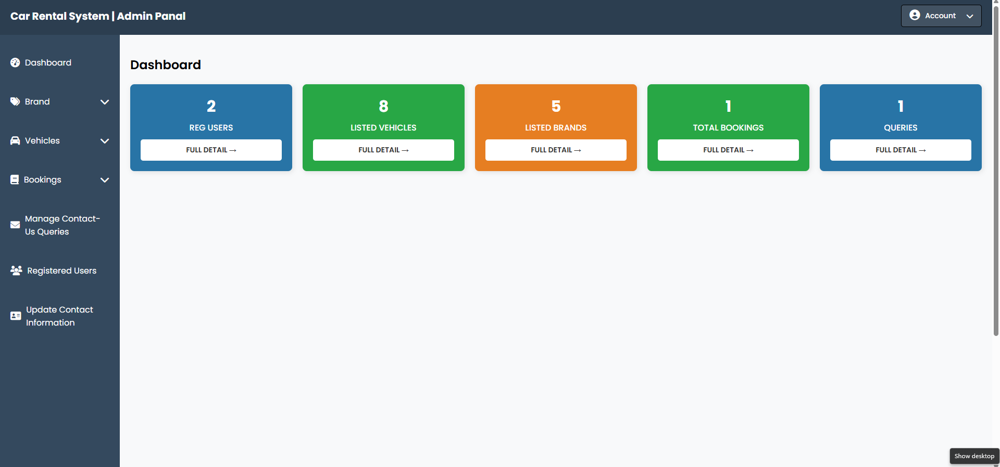 Car Rental System | Admin Panal
Account
Dashboard
Brand
Vehicles
Bookings
Manage Contact-
Us Queries
Registered Users
Update Contact
Information
Dashboard
2
REG USERS
FULL DETAIL →
8
LISTED VEHICLES
FULL DETAIL →
5
LISTED BRANDS
FULL DETAIL →
1
TOTAL BOOKINGS
FULL DETAIL →
1
QUERIES
FULL DETAIL →
Show desktop